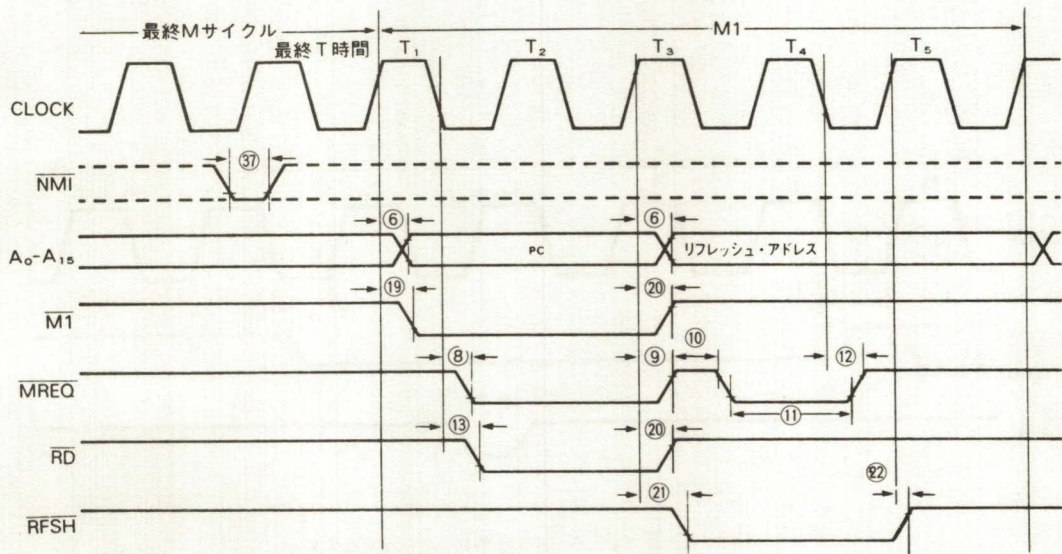 最終Mサイクル
M1
最終T時間
T₁
T₂
T₃
T₄
T₅
CLOCK
㊲
NMI
⑥
⑥
A₀-A₁₅
PC
リフレッシュ・アドレス
⑲
⑳
M1
⑧
⑨
⑩
⑫
MREQ
⑪
⑬
⑳
RD
㉑
㉒
RFSH